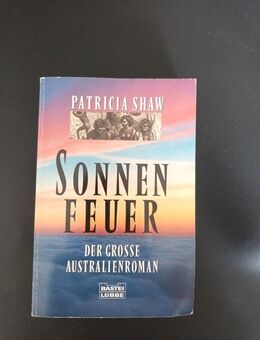 PATRICIA SHAW
SONNEN
FEUER
DER GROSSE
AUSTRALIENROMAN
BASTEI
LÜBBE